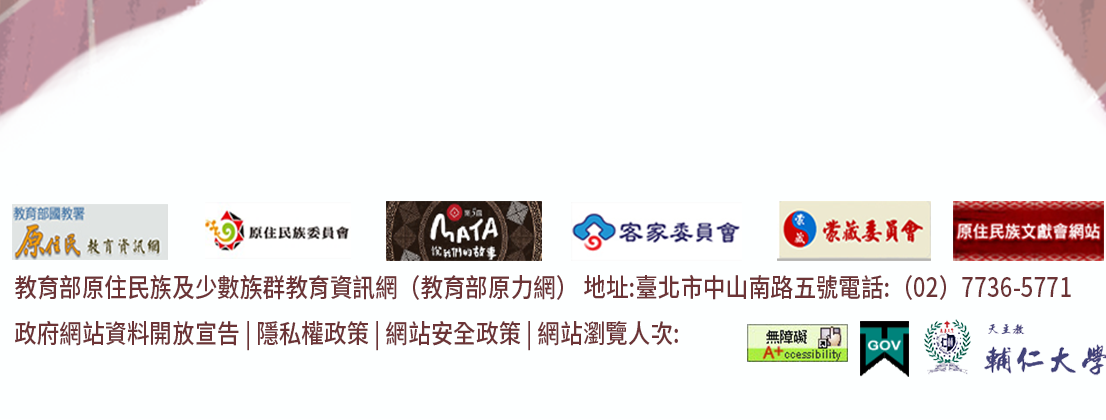 教育部國教署
原住民教育資訊網
原住民族委員會
第5屆
MATA
說我們的故事
客家委員會
蒙藏
蒙藏委員會
原住民族文獻會網站
教育部原住民族及少數族群教育資訊網（教育部原力網） 地址:臺北市中山南路五號電話:（02）7736-5771
政府網站資料開放宣告 | 隱私權政策 | 網站安全政策 | 網站瀏覽人次:
無障礙
A+ccessibility
GOV
天主教
輔仁大學